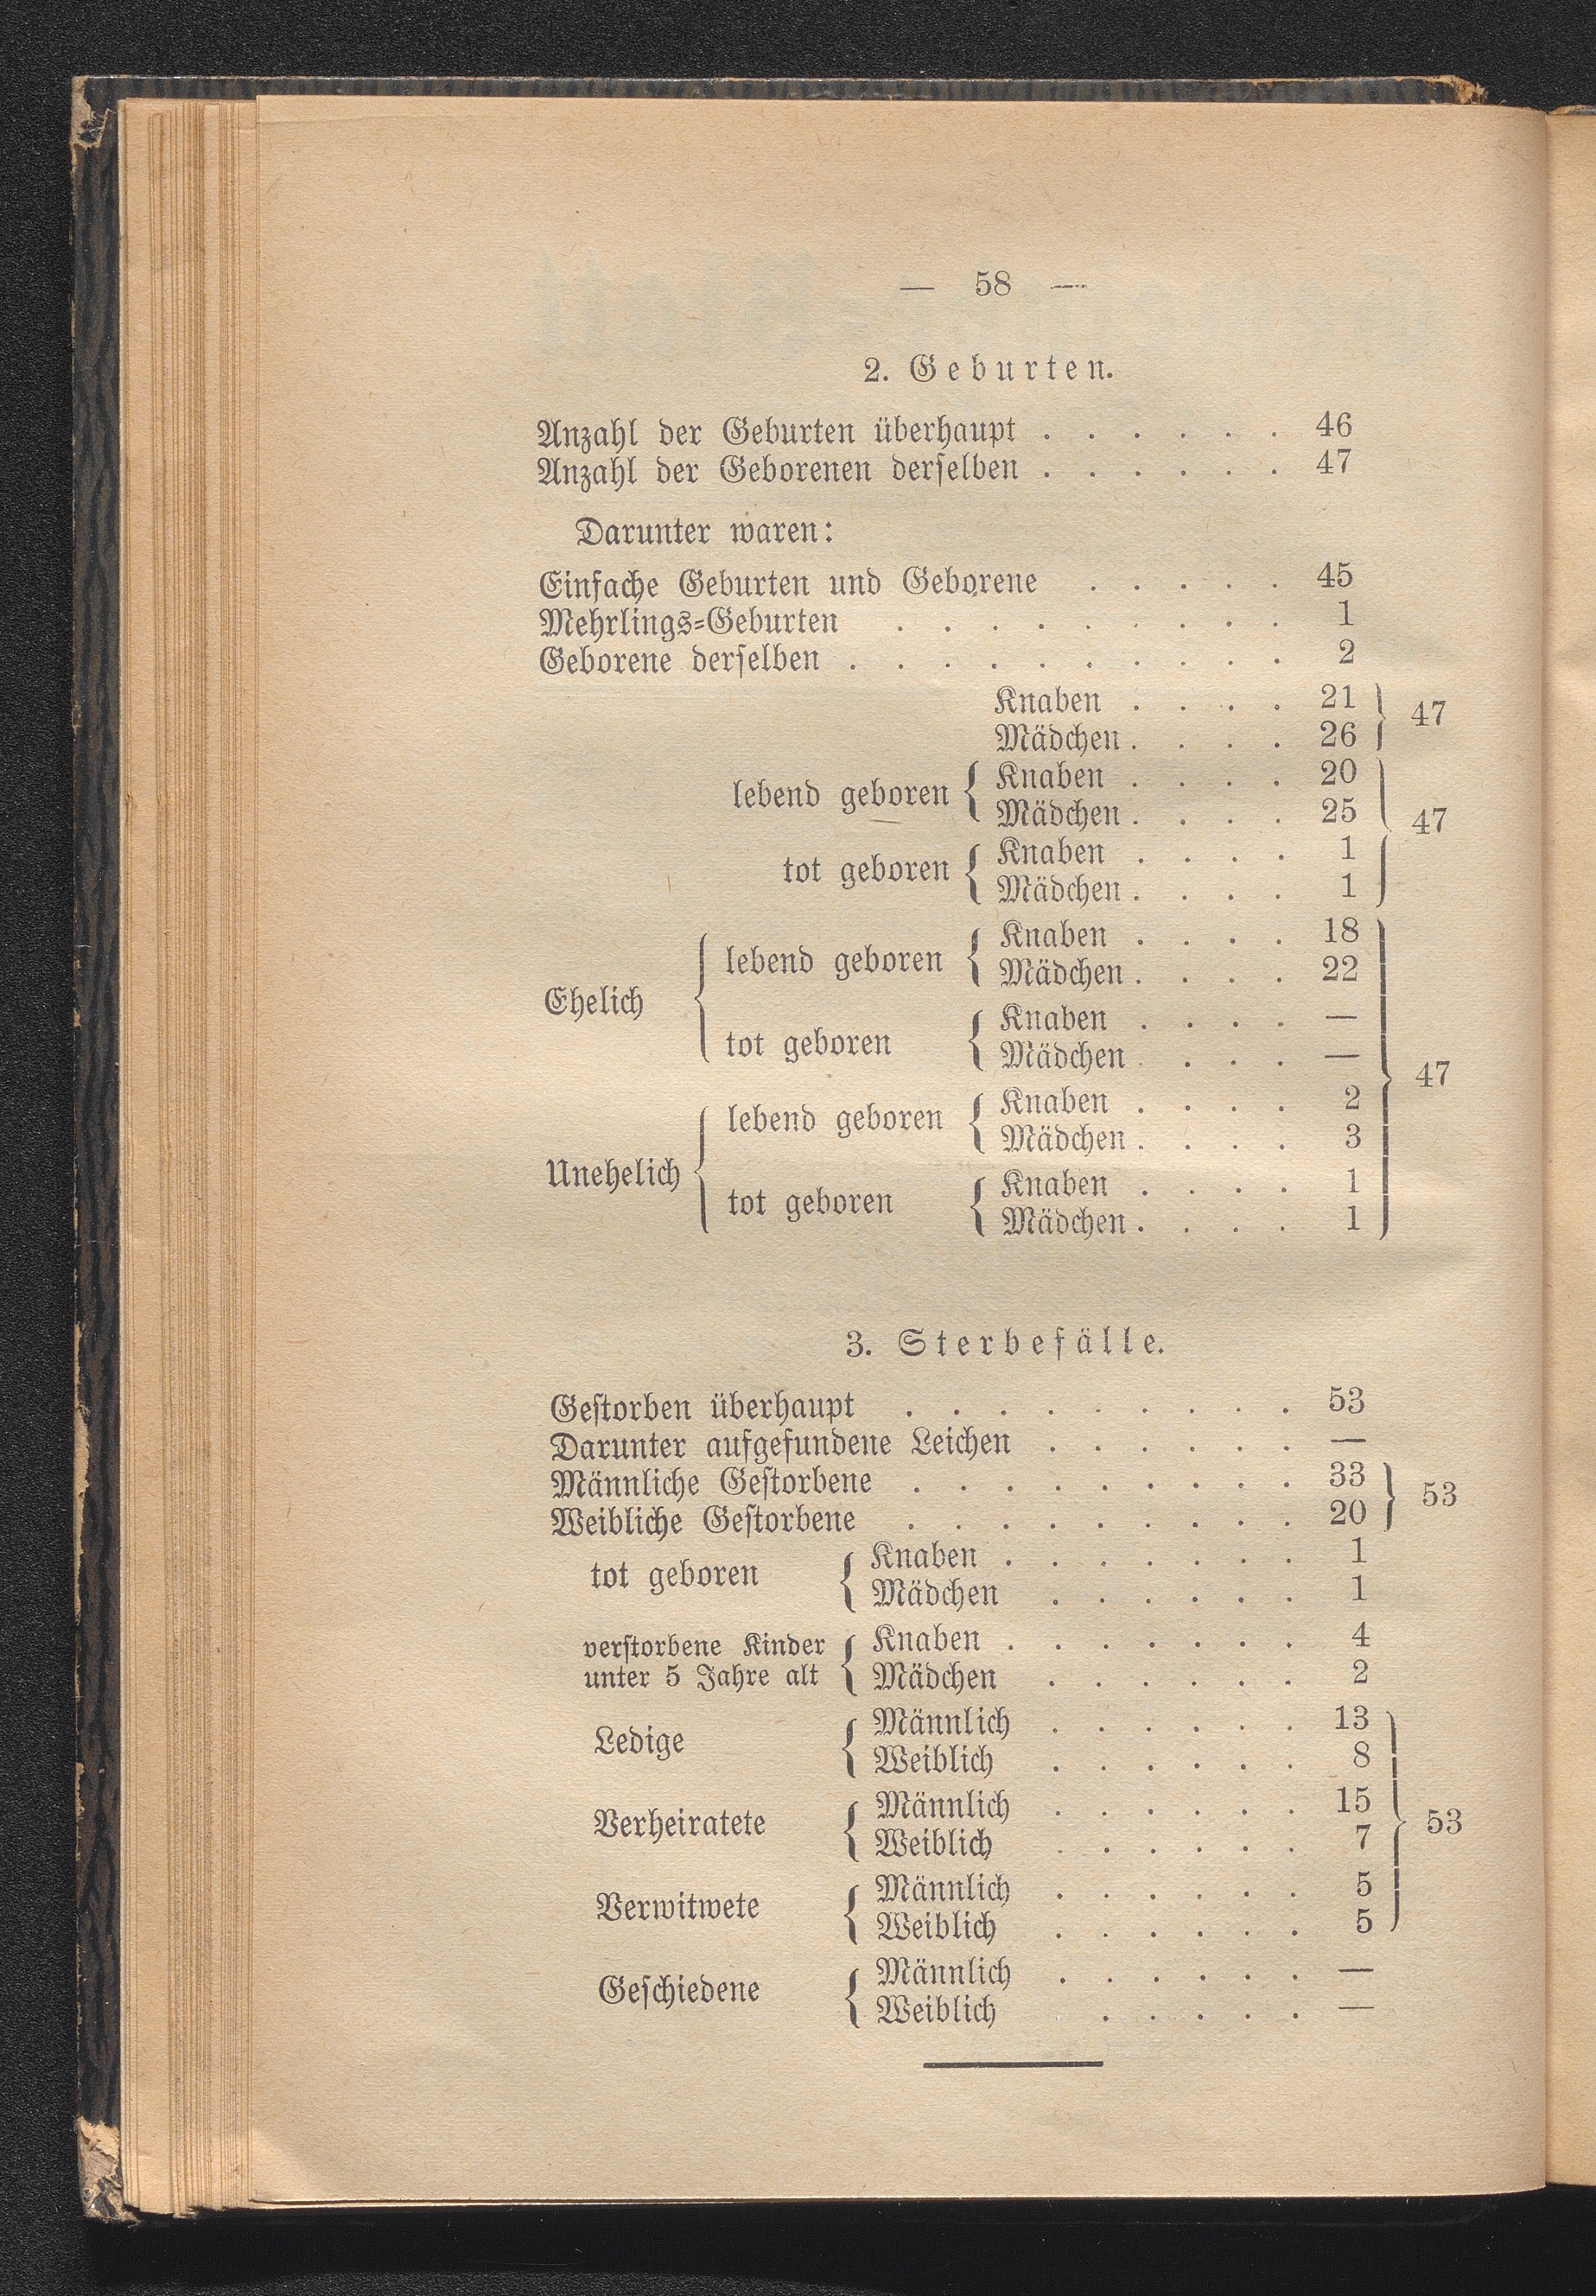 — 58 —
2. Geburten.
Anzahl der Geburten überhaupt . . . . . . 46
Anzahl der Geborenen derselben . . . . . . 47
Darunter waren:
Einfache Geburten und Geborene . . . . . 45
Mehrlings-Geburten . . . . . . . . . 1
Geborene derselben . . . . . . . . . . 2
Knaben . . . . 21
47
Mädchen . . . . 26
lebend geboren { Knaben . . . . 20
Mädchen . . . . 25
47
tot geboren { Knaben . . . . 1
Mädchen . . . . 1
Ehelich { lebend geboren { Knaben . . . . 18
Mädchen . . . . 22
tot geboren { Knaben . . . . —
Mädchen . . . . —
47
Unehelich { lebend geboren { Knaben . . . . 2
Mädchen . . . . 3
tot geboren { Knaben . . . . 1
Mädchen . . . . 1
3. Sterbefälle.
Gestorben überhaupt . . . . . . . . . 53
Darunter aufgefundene Leichen . . . . . . —
Männliche Gestorbene . . . . . . . . . 33
53
Weibliche Gestorbene . . . . . . . . . 20
tot geboren { Knaben . . . . . . . 1
Mädchen . . . . . . 1
verstorbene Kinder { Knaben . . . . . . . 4
unter 5 Jahre alt { Mädchen . . . . . . 2
Ledige { Männlich . . . . . . 13
Weiblich . . . . . . 8
Verheiratete { Männlich . . . . . . 15
53
Weiblich . . . . . . 7
Verwitwete { Männlich . . . . . . 5
Weiblich . . . . . . 5
Geschiedene { Männlich . . . . . . —
Weiblich . . . . . . —